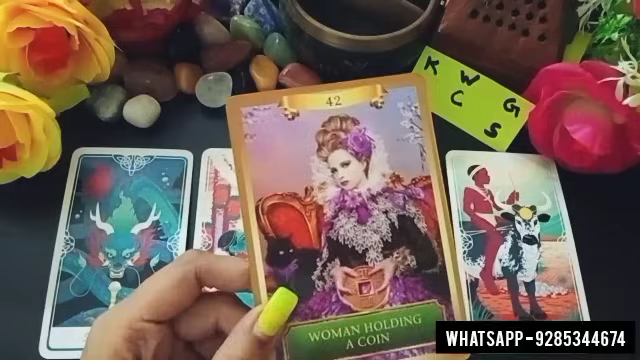 42
K W G
C S
WOMAN HOLDING
A COIN
WHATSAPP-9285344674